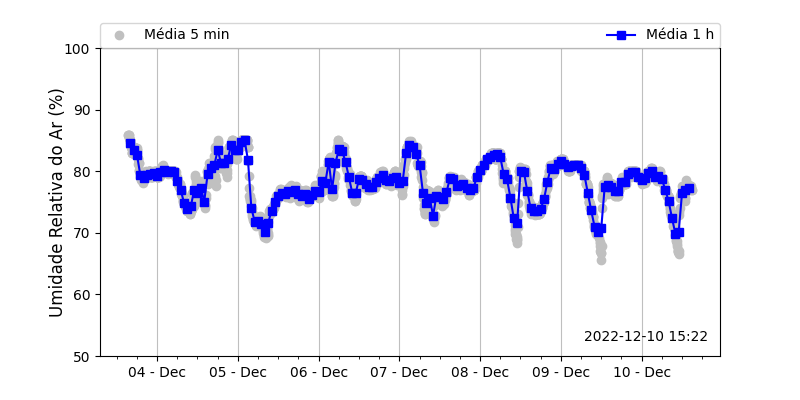 Média 5 min
Média 1 h
Umidade Relativa do Ar (%)
100
90
80
70
60
50
2022-12-10 15:22
04 - Dec
05 - Dec
06 - Dec
07 - Dec
08 - Dec
09 - Dec
10 - Dec